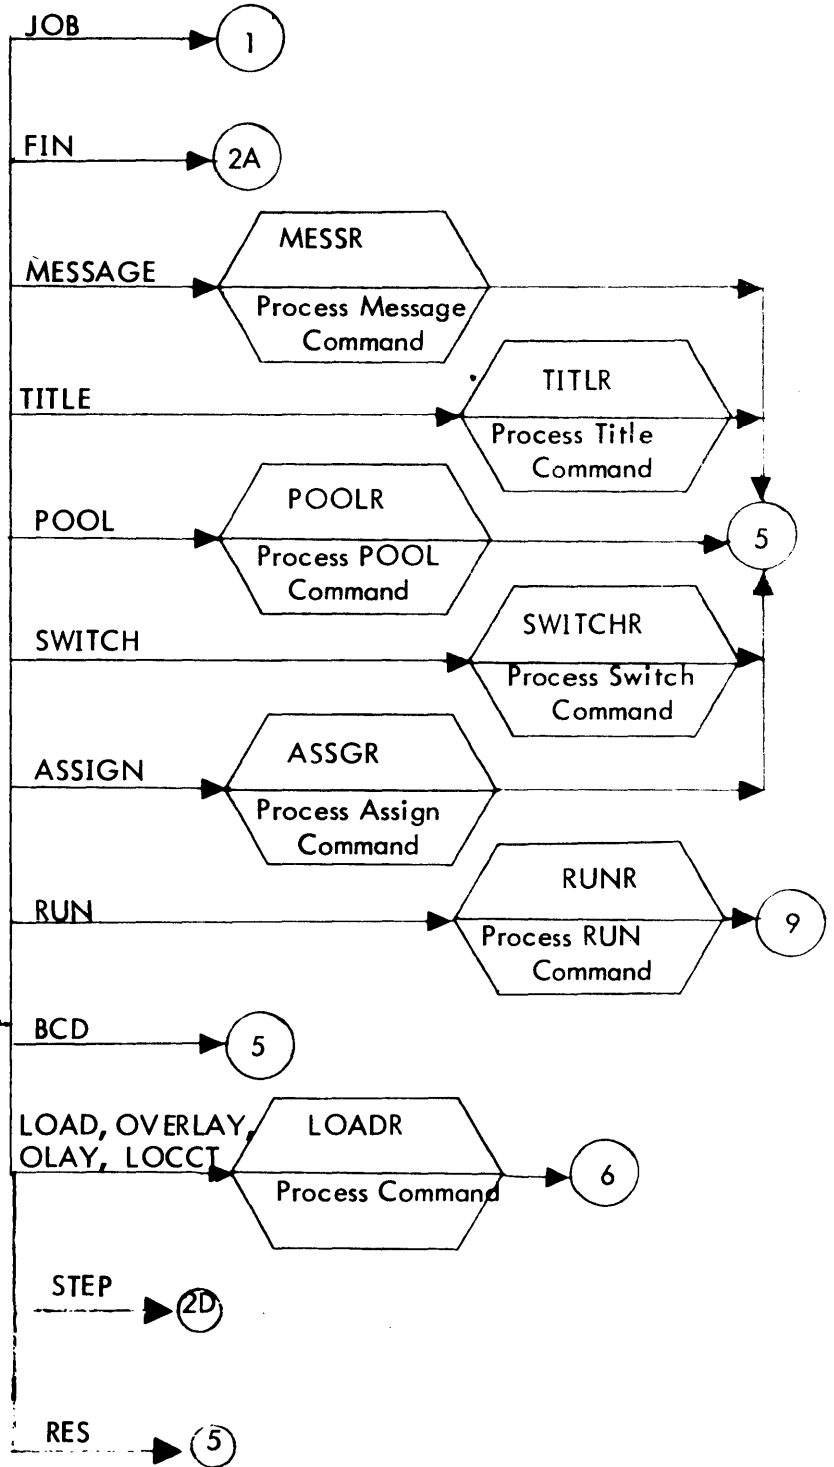 JOB
1
FIN
2A
MESSAGE
MESSR
Process Message
Command
TITLE
TITLR
Process Title
Command
POOL
POOLR
Process POOL
Command
5
SWITCH
SWITCHR
Process Switch
Command
ASSIGN
ASSGR
Process Assign
Command
RUN
RUNR
Process RUN
Command
9
BCD
5
LOAD, OVERLAY,
OLAY, LOCCT
LOADR
Process Command
6
STEP
2D
RES
5